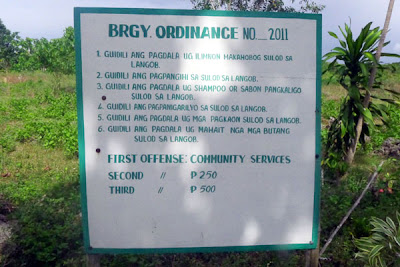 BRGY. ORDINANCE NO. 2011
1. GUIDILI ANG PAGDALA UG ILIMNON MAKAHOBOG SULOD SA
LANGOB.
2. GUIDILI ANG PAGPANGIHI SA SULOD SA LANGOB.
3. GUIDILI ANG PAGDALA UG SHAMPOO OR SABON PANGKALIGO
SULOD SA LANGOB.
4. GUIDILI ANG PAGPANGARILYO SA SULOD SA LANGOB.
5. GUIDILI ANG PAGDALA UG MGA PAGKAON SULOD SA LANGOB.
6. GUIDILI ANG PAGDALA UG MAHAIT NGA MGA BUTANG
SULOD SA LANGOB.
FIRST OFFENSE: COMMUNITY SERVICES
SECOND // ₱ 250
THIRD // ₱ 500